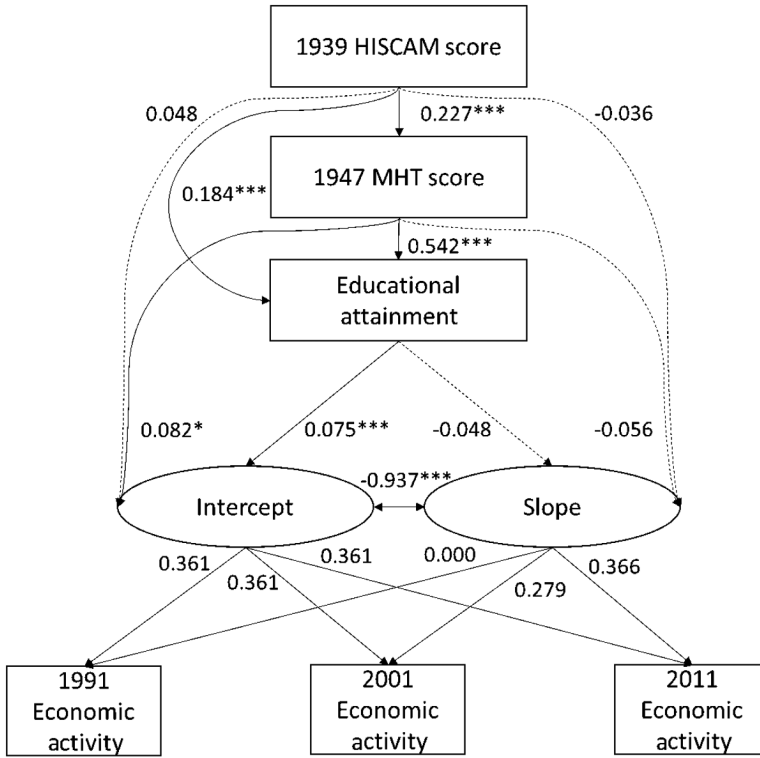 1939 HISCAM score
0.048
0.227***
-0.036
1947 MHT score
0.184***
0.542***
Educational
attainment
0.082*
0.075***
-0.048
-0.056
-0.937***
Intercept
Slope
0.361
0.361
0.361
0.000
0.279
0.366
1991
Economic
activity
2001
Economic
activity
2011
Economic
activity